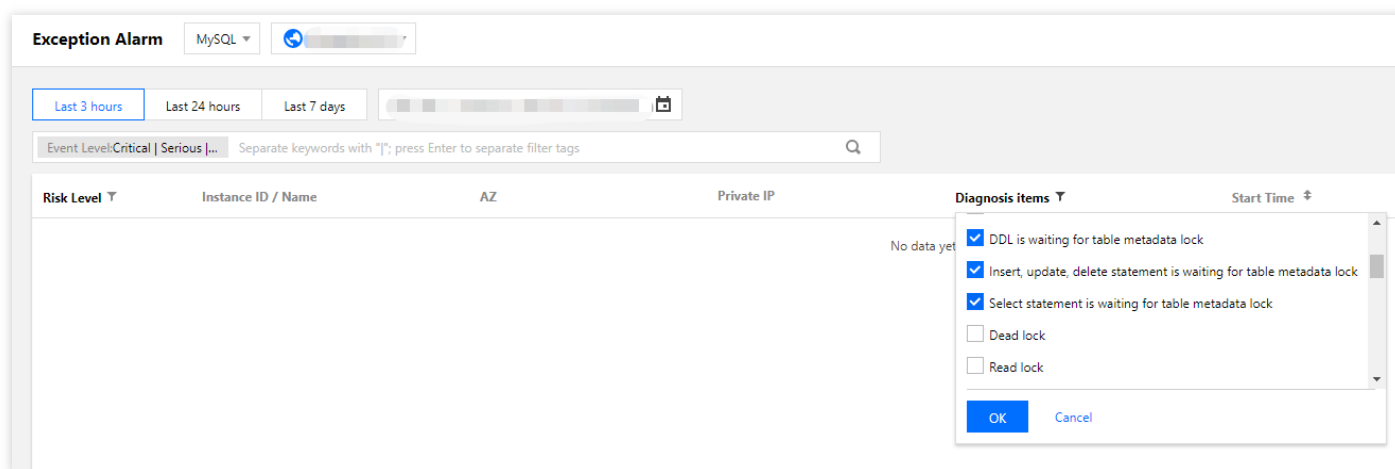 Exception Alarm MySQL
Last 3 hours Last 24 hours Last 7 days
Event Level:Critical | Serious |... Separate keywords with "|"; press Enter to separate filter tags
Risk Level Instance ID / Name AZ Private IP Diagnosis items Start Time
No data yet
DDL is waiting for table metadata lock
Insert, update, delete statement is waiting for table metadata lock
Select statement is waiting for table metadata lock
Dead lock
Read lock
OK Cancel